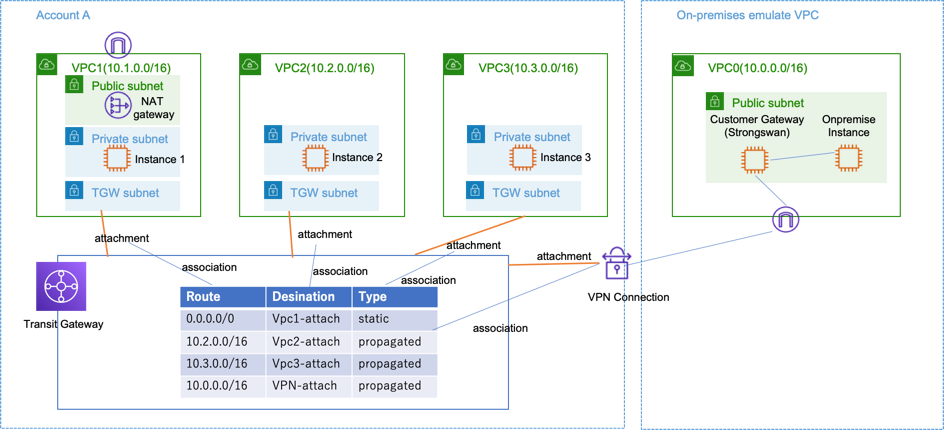 Account A
On-premises emulate VPC
VPC1(10.1.0.0/16)
VPC2(10.2.0.0/16)
VPC3(10.3.0.0/16)
VPC0(10.0.0.0/16)
Public subnet
NAT
gateway
Private subnet
Instance 1
TGW subnet
Private subnet
Instance 2
TGW subnet
Private subnet
Instance 3
TGW subnet
Public subnet
Customer Gateway
(Strongswan)
Onpremise
Instance
attachment
attachment
attachment
attachment
association
association
association
association
VPN Connection
Transit Gateway
Route Desination Type
0.0.0.0/0 Vpc1-attach static
10.2.0.0/16 Vpc2-attach propagated
10.3.0.0/16 Vpc3-attach propagated
10.0.0.0/16 VPN-attach propagated